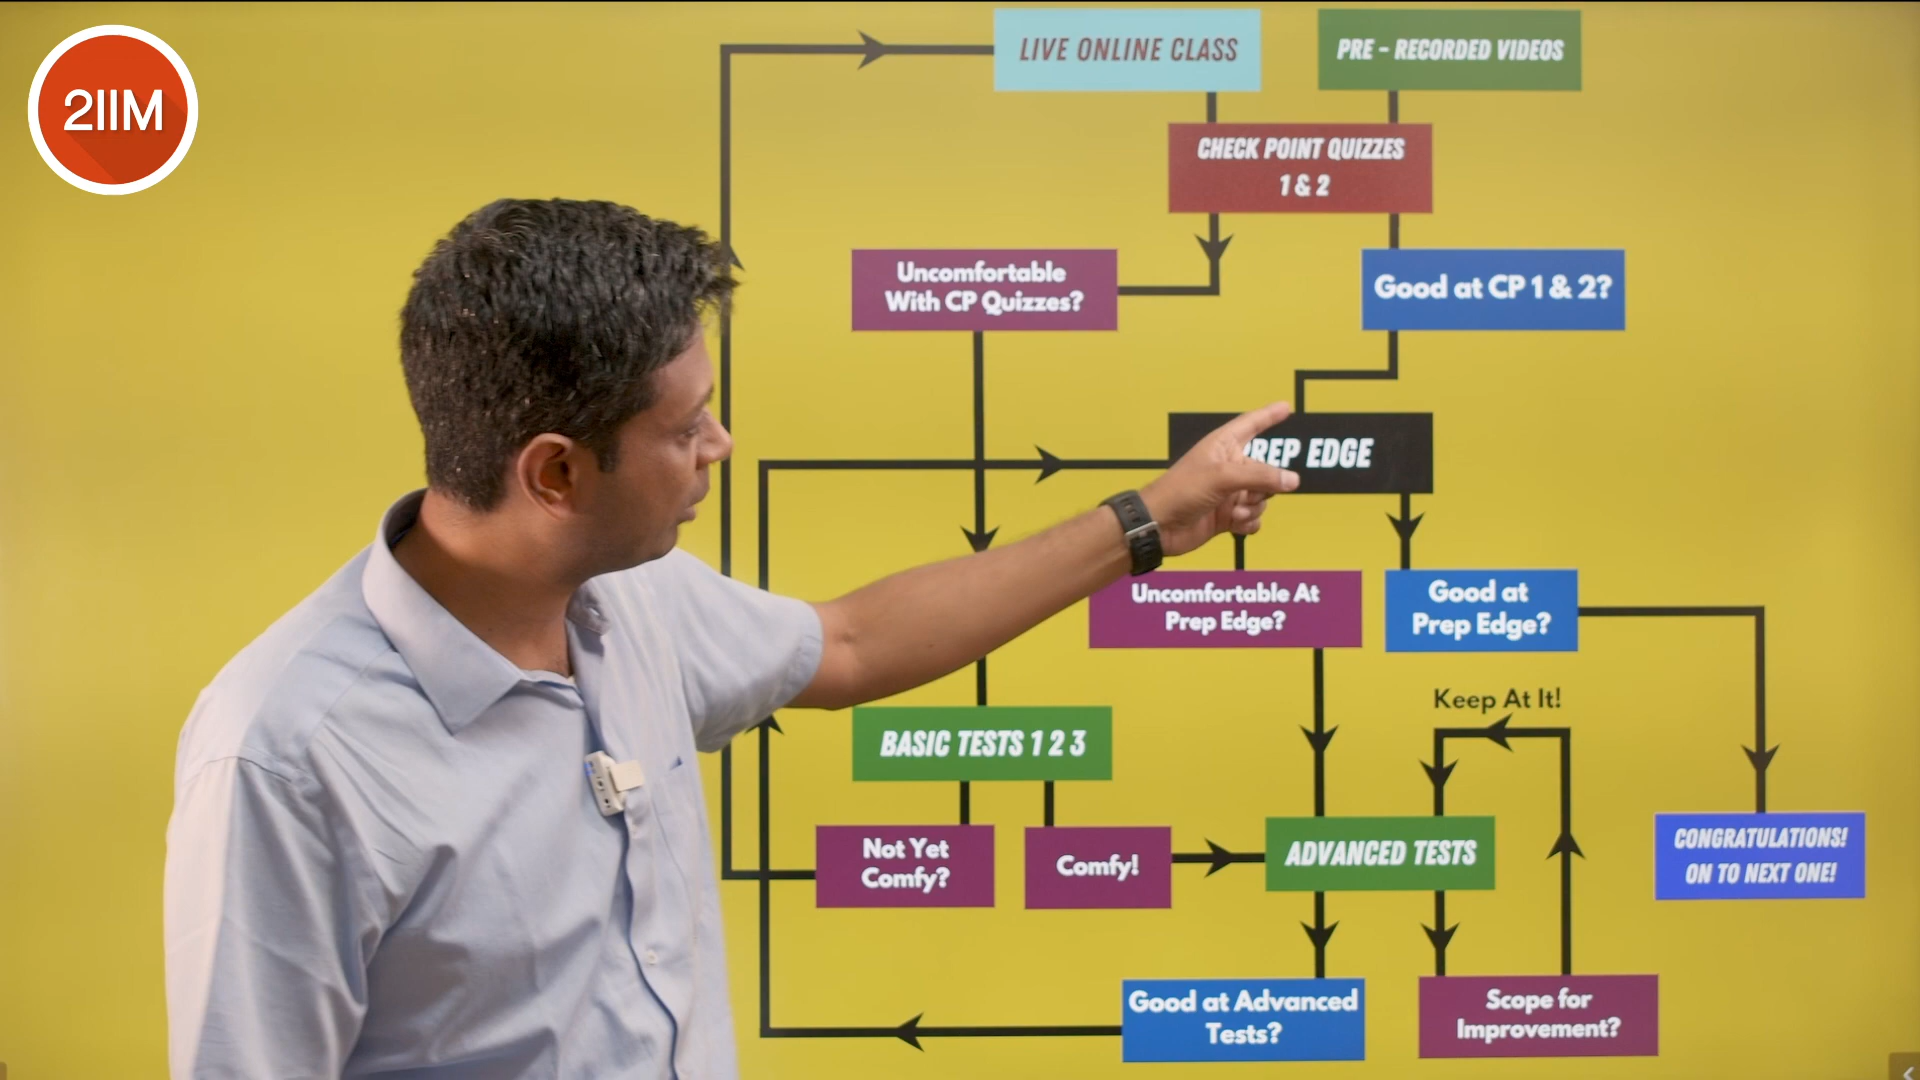 2IIM
LIVE ONLINE CLASS
PRE - RECORDED VIDEOS
CHECK POINT QUIZZES
1 & 2
Uncomfortable
With CP Quizzes?
Good at CP 1 & 2?
PREP EDGE
Uncomfortable At
Prep Edge?
Good at
Prep Edge?
Keep At It!
BASIC TESTS 1 2 3
Not Yet
Comfy?
Comfy!
ADVANCED TESTS
CONGRATULATIONS!
ON TO NEXT ONE!
Good at Advanced
Tests?
Scope for
Improvement?